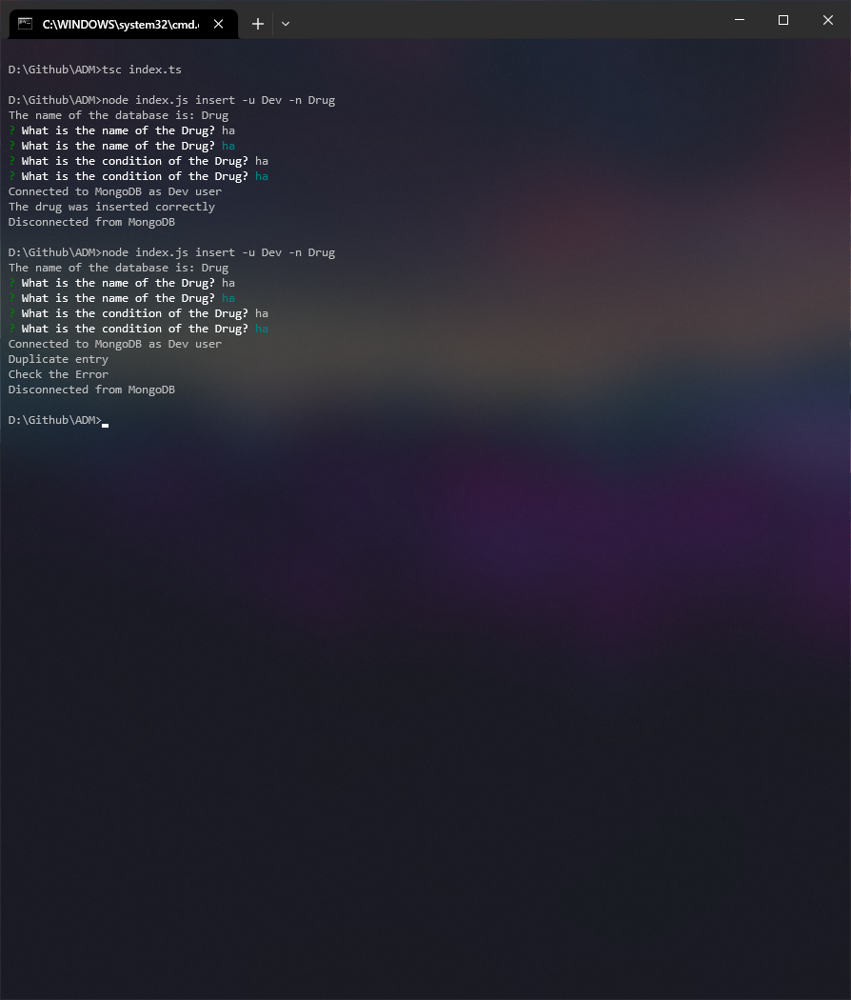 C:\WINDOWS\system32\cmd.
D:\Github\ADM>tsc index.ts
D:\Github\ADM>node index.js insert -u Dev -n Drug
The name of the database is: Drug
? What is the name of the Drug? ha
? What is the name of the Drug? ha
? What is the condition of the Drug? ha
? What is the condition of the Drug? ha
Connected to MongoDB as Dev user
The drug was inserted correctly
Disconnected from MongoDB
D:\Github\ADM>node index.js insert -u Dev -n Drug
The name of the database is: Drug
? What is the name of the Drug? ha
? What is the name of the Drug? ha
? What is the condition of the Drug? ha
? What is the condition of the Drug? ha
Connected to MongoDB as Dev user
Duplicate entry
Check the Error
Disconnected from MongoDB
D:\Github\ADM>